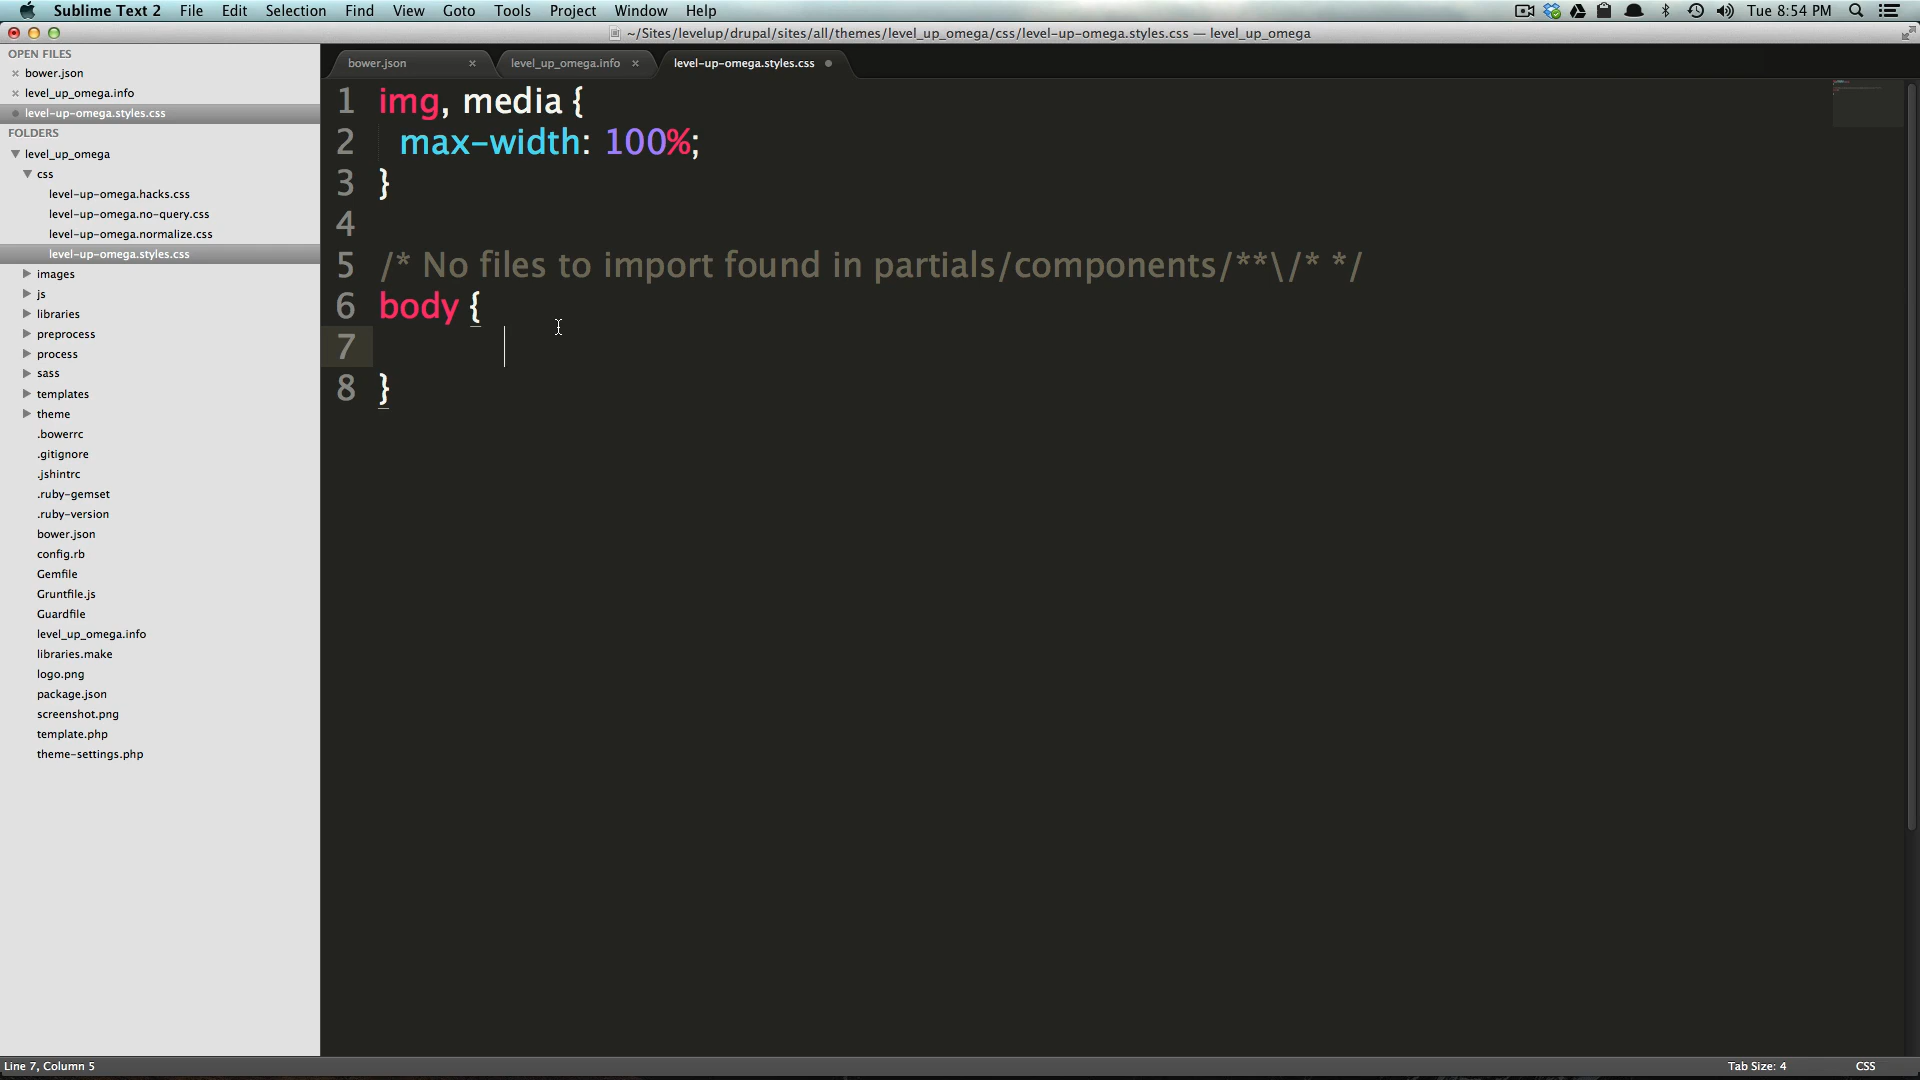 Sublime Text 2 File Edit Selection Find View Goto Tools Project Window Help Tue 8:54 PM
~/Sites/levelup/drupal/sites/all/themes/level_up_omega/css/level-up-omega.styles.css — level_up_omega
OPEN FILES
bower.json
level_up_omega.info
level-up-omega.styles.css
FOLDERS
level_up_omega
css
level-up-omega.hacks.css
level-up-omega.no-query.css
level-up-omega.normalize.css
level-up-omega.styles.css
images
js
libraries
preprocess
process
sass
templates
theme
.bowerrc
.gitignore
.jshintrc
.ruby-gemset
.ruby-version
bower.json
config.rb
Gemfile
Gruntfile.js
Guardfile
level_up_omega.info
libraries.make
logo.png
package.json
screenshot.png
template.php
theme-settings.php
bower.json level_up_omega.info level-up-omega.styles.css
1 img, media {
2 max-width: 100%;
3 }
4
5 /* No files to import found in partials/components/**\/* */
6 body {
7
8 }
Line 7, Column 5 Tab Size: 4 CSS